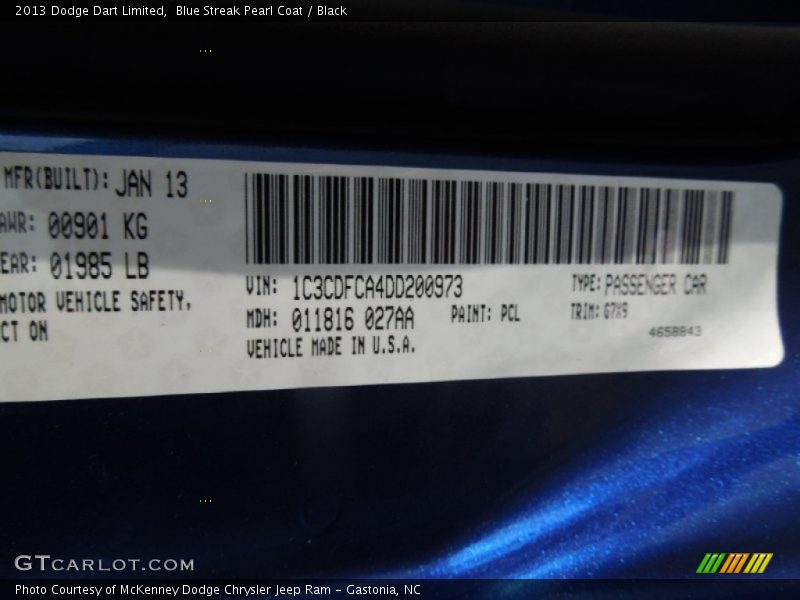 2013 Dodge Dart Limited, Blue Streak Pearl Coat / Black
MFR(BUILT): JAN 13
AWR: 00901 KG
EAR: 01985 LB
MOTOR VEHICLE SAFETY,
CT ON
VIN: 1C3CDFCA4DD200973
TYPE: PASSENGER CAR
MDH: 011816 027AA
PAINT: PCL
TRIM: G7X9
VEHICLE MADE IN U.S.A.
4658843
GTCARLOT.COM
Photo Courtesy of McKenney Dodge Chrysler Jeep Ram - Gastonia, NC